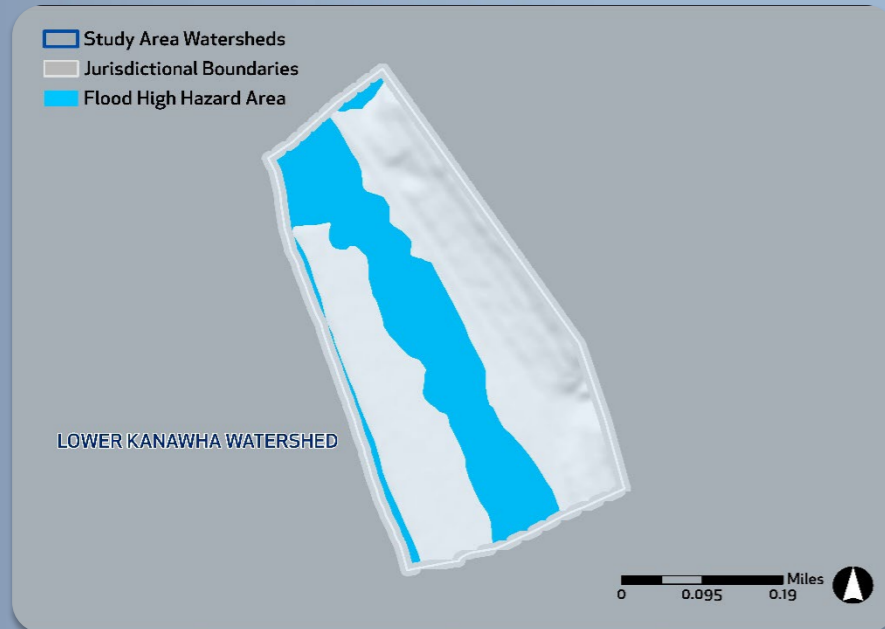 Study Area Watersheds
Jurisdictional Boundaries
Flood High Hazard Area
LOWER KANAWHA WATERSHED
Miles
0 0.095 0.19